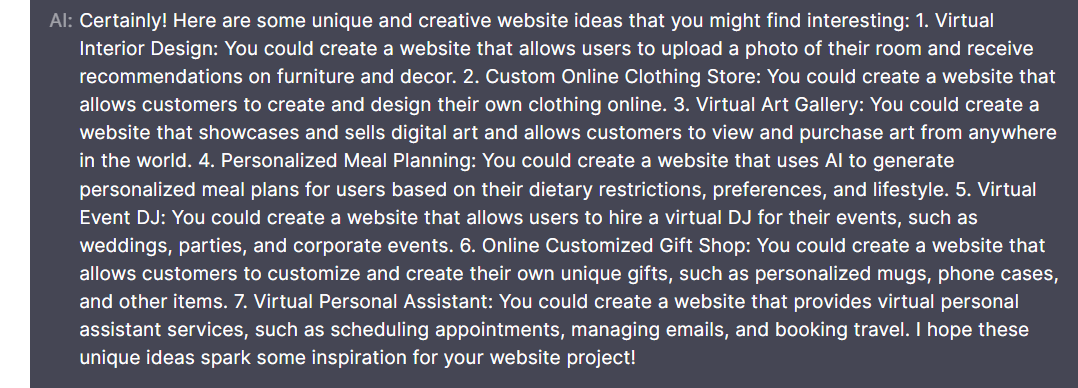 AI: Certainly! Here are some unique and creative website ideas that you might find interesting: 1. Virtual
Interior Design: You could create a website that allows users to upload a photo of their room and receive
recommendations on furniture and decor. 2. Custom Online Clothing Store: You could create a website that
allows customers to create and design their own clothing online. 3. Virtual Art Gallery: You could create a
website that showcases and sells digital art and allows customers to view and purchase art from anywhere
in the world. 4. Personalized Meal Planning: You could create a website that uses AI to generate
personalized meal plans for users based on their dietary restrictions, preferences, and lifestyle. 5. Virtual
Event DJ: You could create a website that allows users to hire a virtual DJ for their events, such as
weddings, parties, and corporate events. 6. Online Customized Gift Shop: You could create a website that
allows customers to customize and create their own unique gifts, such as personalized mugs, phone cases,
and other items. 7. Virtual Personal Assistant: You could create a website that provides virtual personal
assistant services, such as scheduling appointments, managing emails, and booking travel. I hope these
unique ideas spark some inspiration for your website project!